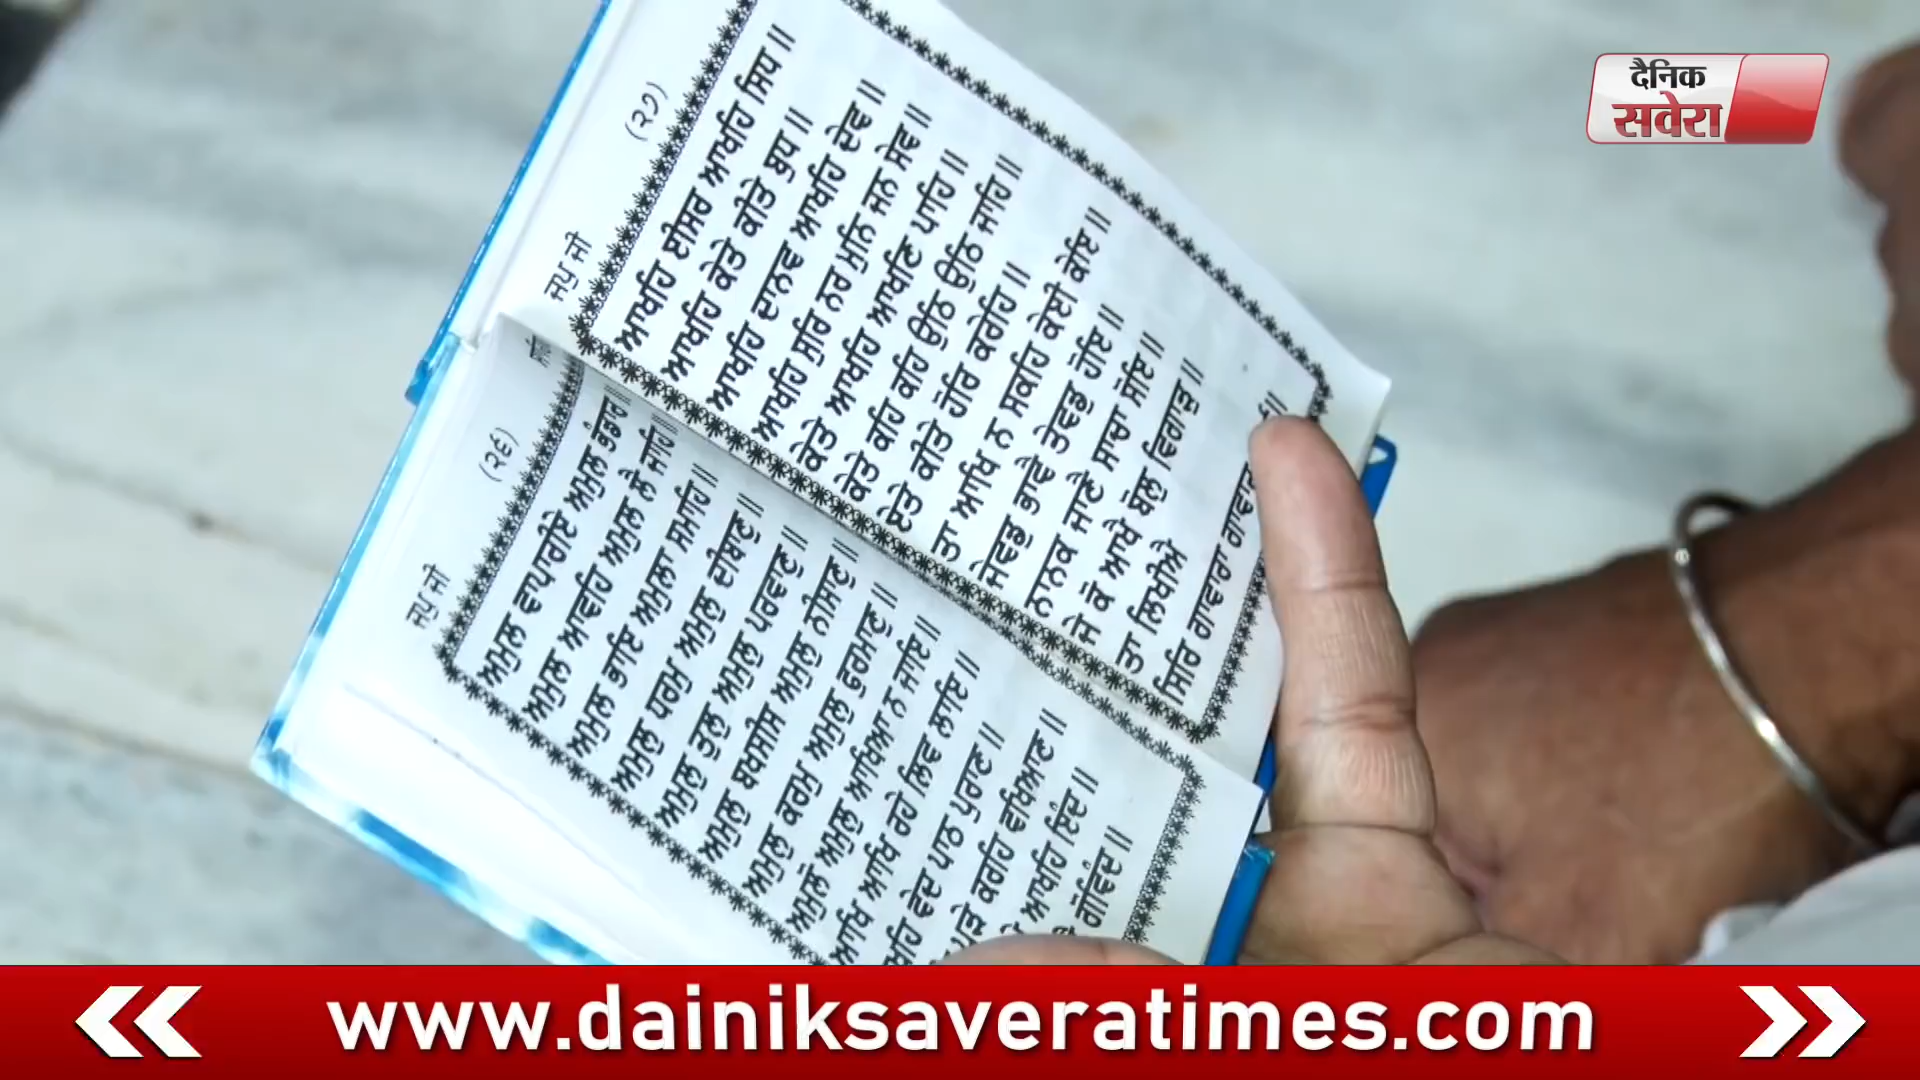 दैनिक
सवेरा
ਜਪੁ ਜੀ
(੨੬)
ਅਮੁਲ ਵਾਪਾਰੀਏ ਅਮੁਲ ਭੰਡਾਰ॥
ਅਮੁਲ ਆਵਹਿ ਅਮੁਲ ਲੈ ਜਾਹਿ॥
ਅਮੁਲ ਭਾਇ ਅਮੁਲਾ ਸਮਾਹਿ॥
ਅਮੁਲੁ ਧਰਮੁ ਅਮੁਲੁ ਦੀਬਾਣੁ॥
ਅਮੁਲੁ ਤੁਲੁ ਅਮੁਲੁ ਪਰਵਾਣੁ॥
ਅਮੁਲੁ ਬਖਸੀਸ ਅਮੁਲੁ ਨੀਸਾਣੁ॥
ਅਮੁਲੁ ਕਰਮੁ ਅਮੁਲੁ ਫੁਰਮਾਣੁ॥
ਅਮੁਲੋ ਅਮੁਲੁ ਆਖਿਆ ਨ ਜਾਇ॥
ਆਖਿ ਆਖਿ ਰਹੇ ਲਿਵ ਲਾਇ॥
ਵੇਦ ਪਾਠ ਪੁਰਾਣ॥
ਕਰਹਿ ਵਖਿਆਣ॥
ਆਖਹਿ ਇੰਦ॥
ਗੋਵਿੰਦ॥
ਜਪੁ ਜੀ
(੨੭)
ਆਖਹਿ ਈਸਰ ਆਖਹਿ ਸਿਧ॥
ਆਖਹਿ ਕੇਤੇ ਕੀਤੇ ਬੁਧ॥
ਆਖਹਿ ਦਾਨਵ ਆਖਹਿ ਦੇਵ॥
ਆਖਹਿ ਸੁਰਿ ਨਰ ਮੁਨਿ ਜਨ ਸੇਵ॥
ਕੇਤੇ ਆਖਹਿ ਆਖਣਿ ਪਾਹਿ॥
ਕੇਤੇ ਕਹਿ ਕਹਿ ਉਠਿ ਉਠਿ ਜਾਹਿ॥
ਏਤੇ ਕੀਤੇ ਹੋਰਿ ਕਰੇਹਿ॥
ਤਾ ਆਖਿ ਨ ਸਕਹਿ ਕੇਈ ਕੇਇ॥
ਜੇਵਡੁ ਭਾਵੈ ਤੇਵਡੁ ਹੋਇ॥
ਨਾਨਕ ਜਾਣੈ ਸਾਚਾ ਸੋਇ॥
ਜੇ ਕੋ ਆਖੈ ਬੋਲੁ ਵਿਗਾੜੁ॥
ਤਾ ਲਿਖੀਐ
ਸਿਰਿ ਗਾਵਾਰਾ
www.dainiksaveratimes.com